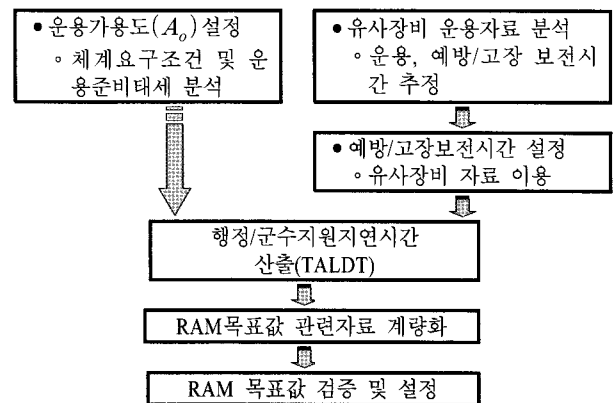 ● 운용가용도(A_o)설정
◦ 체계요구조건 및 운
용준비태세 분석
● 유사장비 운용자료 분석
◦ 운용, 예방/고장 보전시
간 추정
● 예방/고장보전시간 설정
◦ 유사장비 자료 이용
행정/군수지원지연시간
산출(TALDT)
RAM목표값 관련자료 계량화
RAM 목표값 검증 및 설정